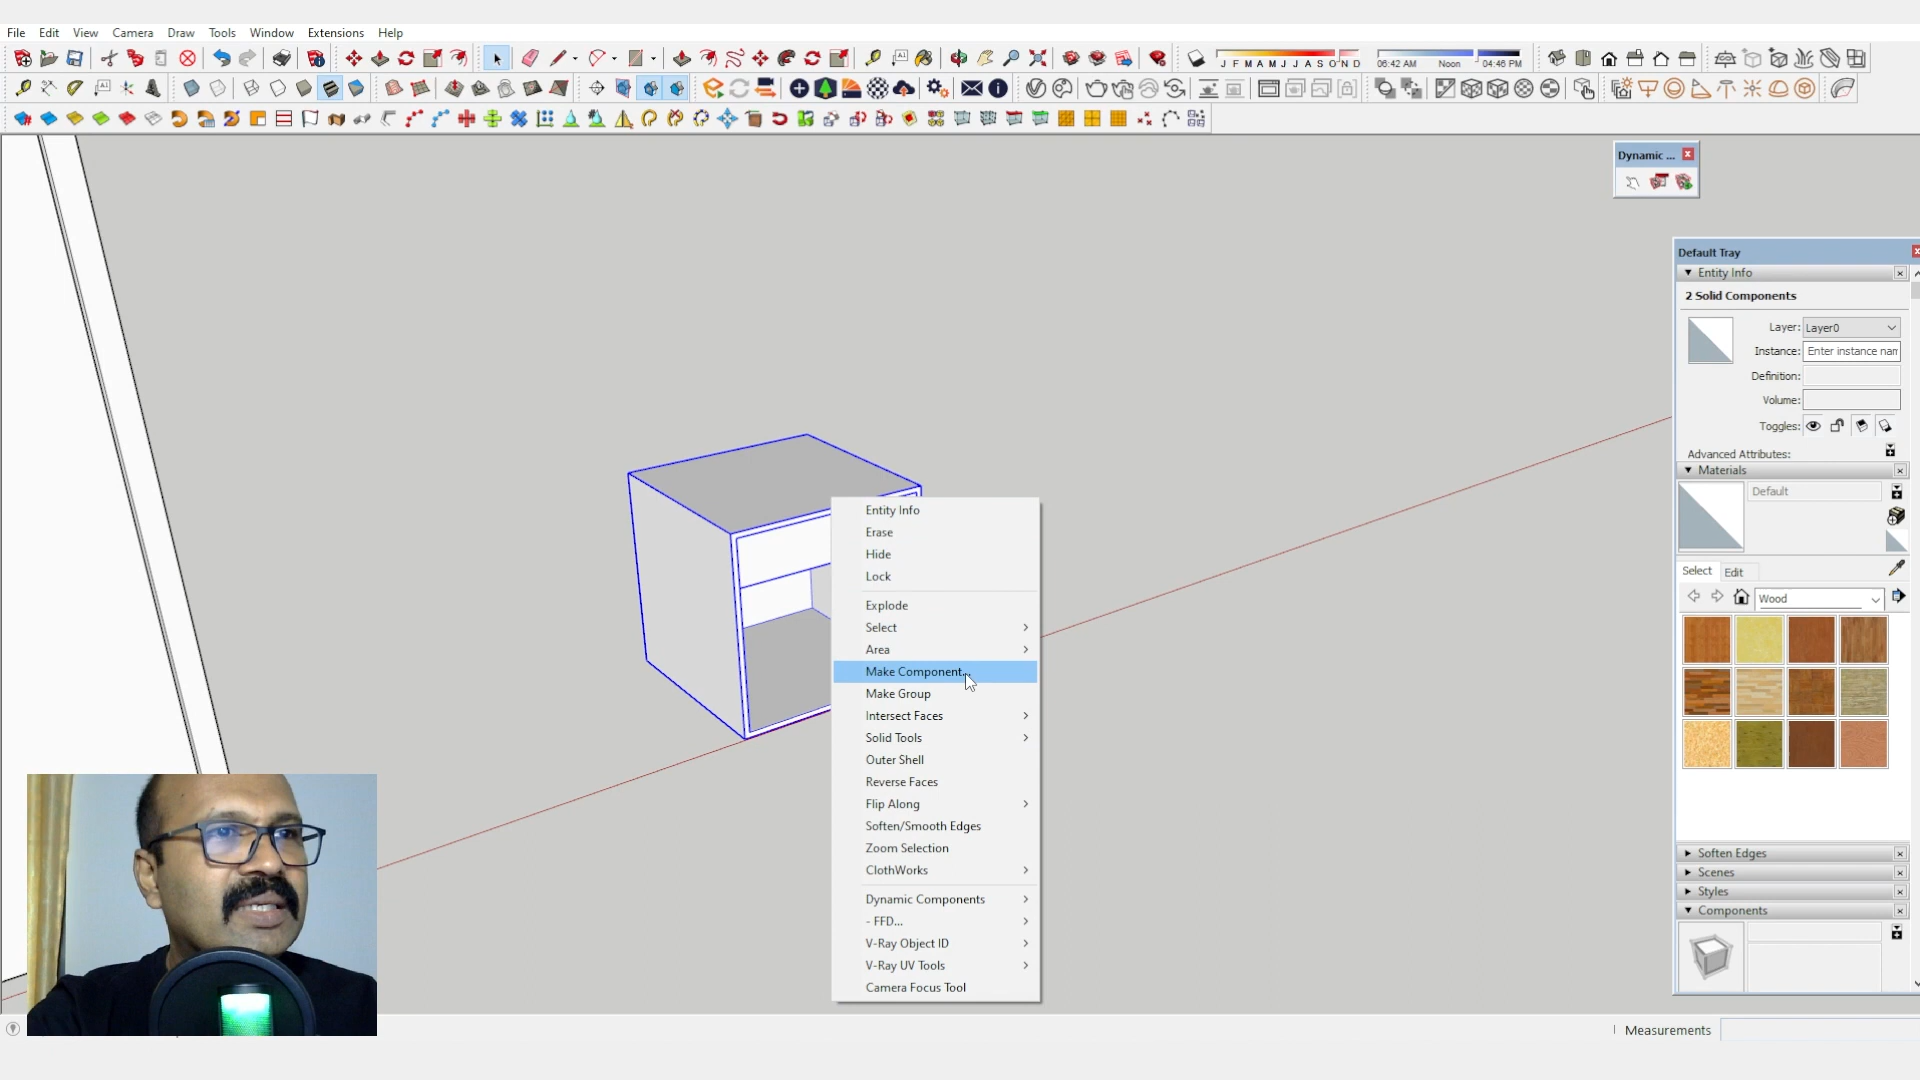 File Edit View Camera Draw Tools Window Extensions Help
J F M A M J J A S O N D
06:42 AM Noon 04:46 PM
Dynamic ...
Default Tray
Entity Info
2 Solid Components
Layer: Layer0
Instance: Enter instance nam
Definition:
Volume:
Toggles:
Advanced Attributes:
Materials
Default
Select Edit
Wood
Soften Edges
Scenes
Styles
Components
Entity Info
Erase
Hide
Lock
Explode
Select
Area
Make Component...
Make Group
Intersect Faces
Solid Tools
Outer Shell
Reverse Faces
Flip Along
Soften/Smooth Edges
Zoom Selection
ClothWorks
Dynamic Components
- FFD...
V-Ray Object ID
V-Ray UV Tools
Camera Focus Tool
Measurements